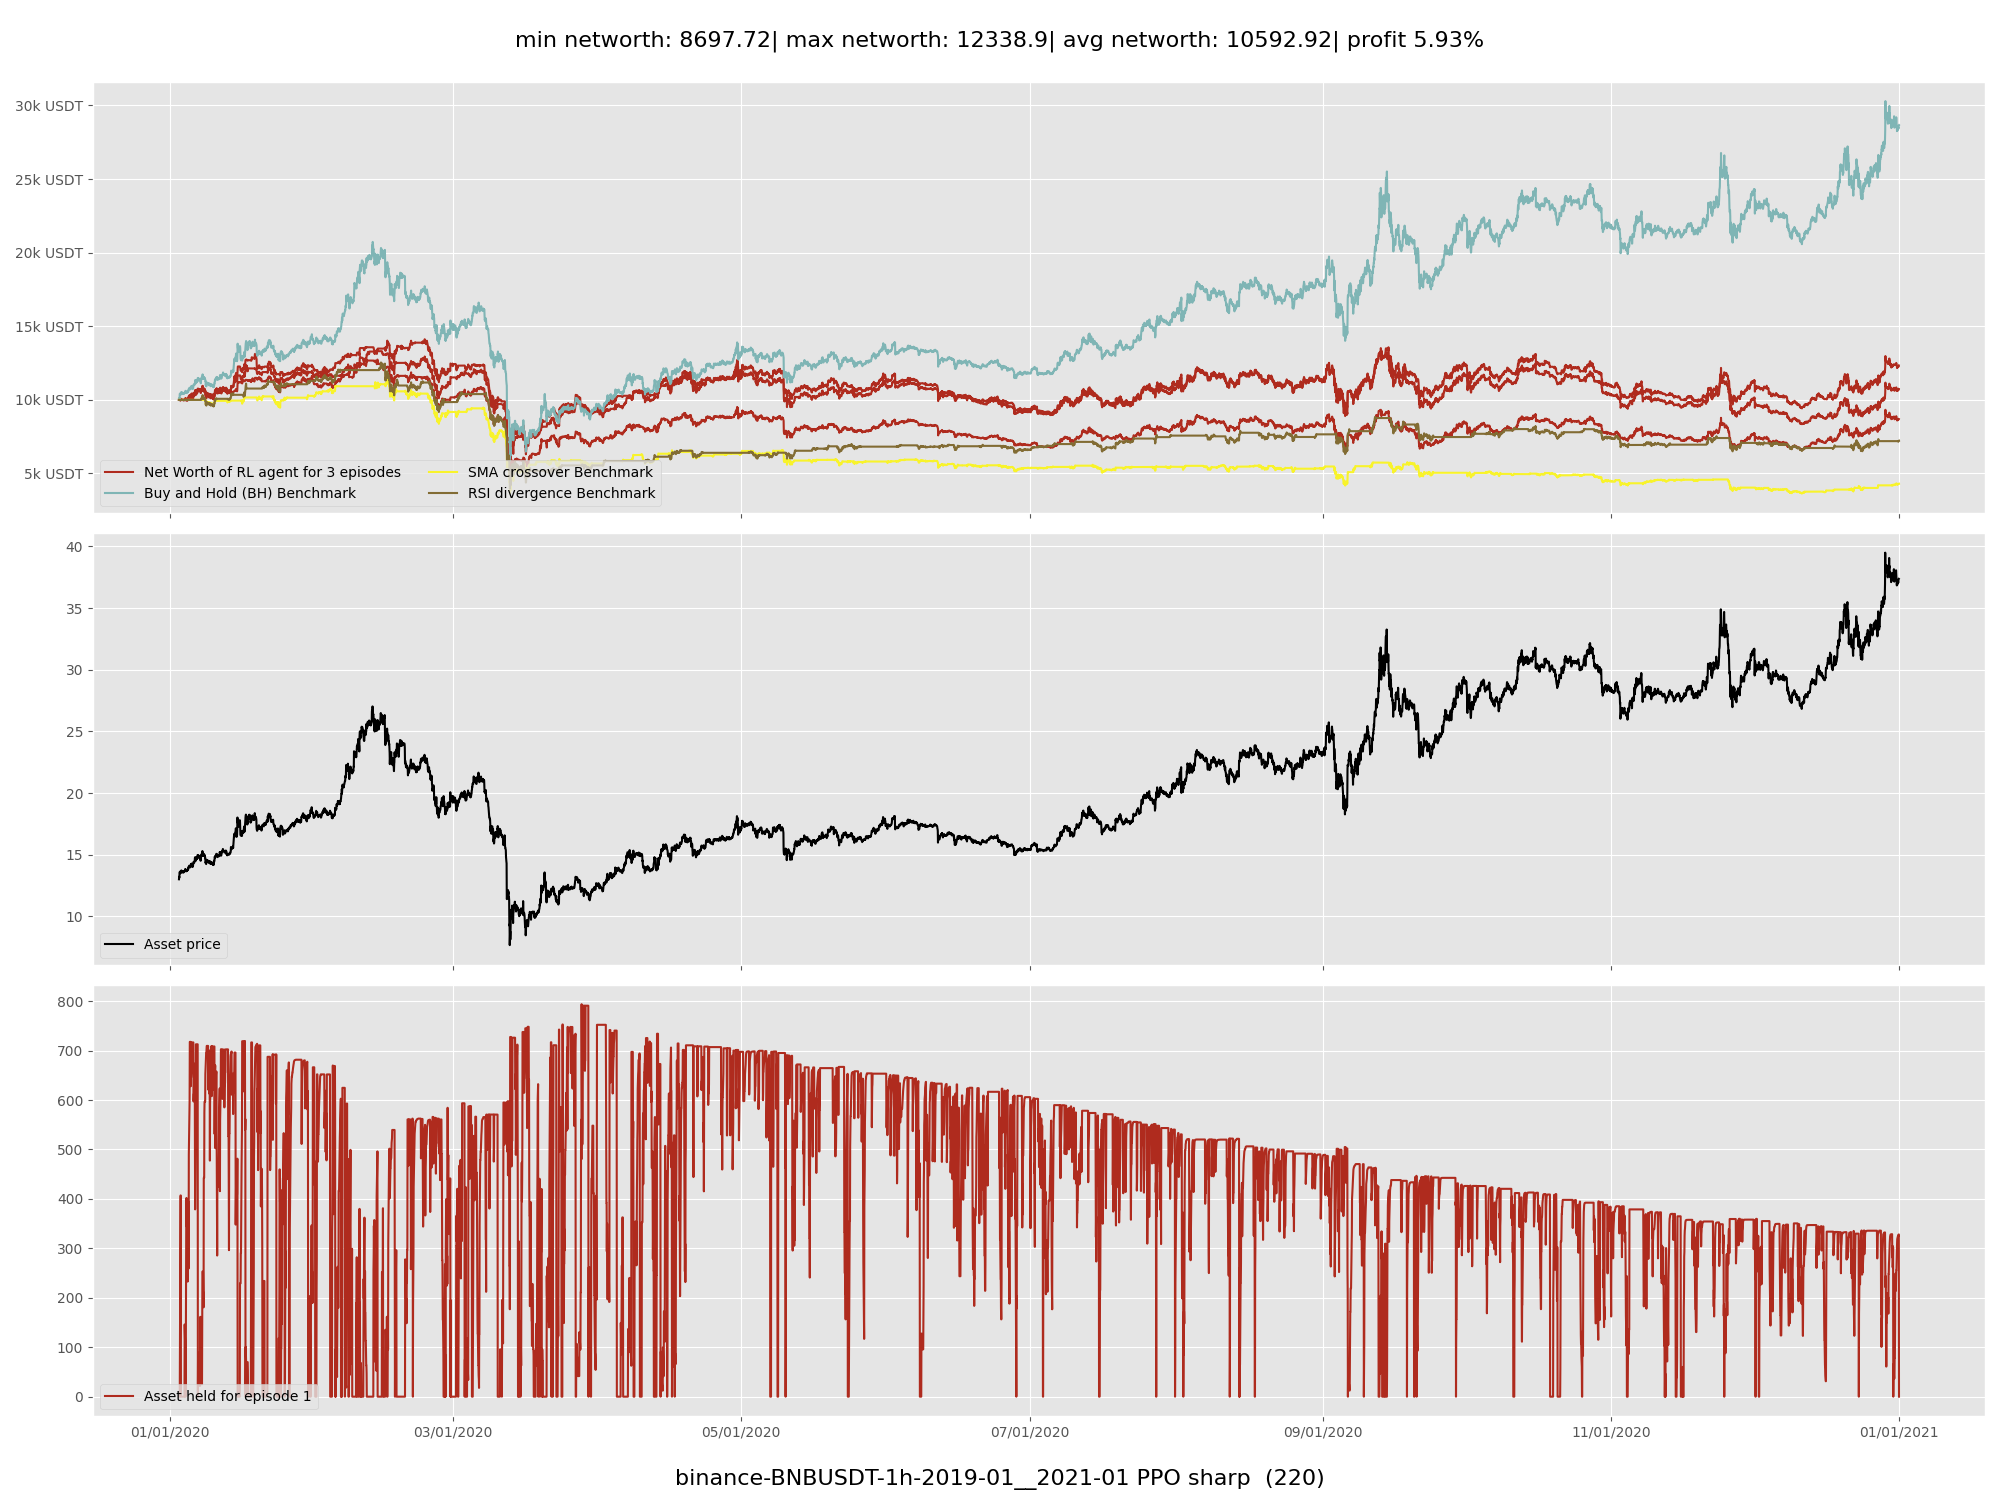 min networth: 8697.72| max networth: 12338.9| avg networth: 10592.92| profit 5.93%
30k USDT
25k USDT
20k USDT
15k USDT
10k USDT
5k USDT
Net Worth of RL agent for 3 episodes
Buy and Hold (BH) Benchmark
SMA crossover Benchmark
RSI divergence Benchmark
40
35
30
25
20
15
10
Asset price
800
700
600
500
400
300
200
100
0
Asset held for episode 1
01/01/2020
03/01/2020
05/01/2020
07/01/2020
09/01/2020
11/01/2020
01/01/2021
binance-BNBUSDT-1h-2019-01__2021-01 PPO sharp  (220)